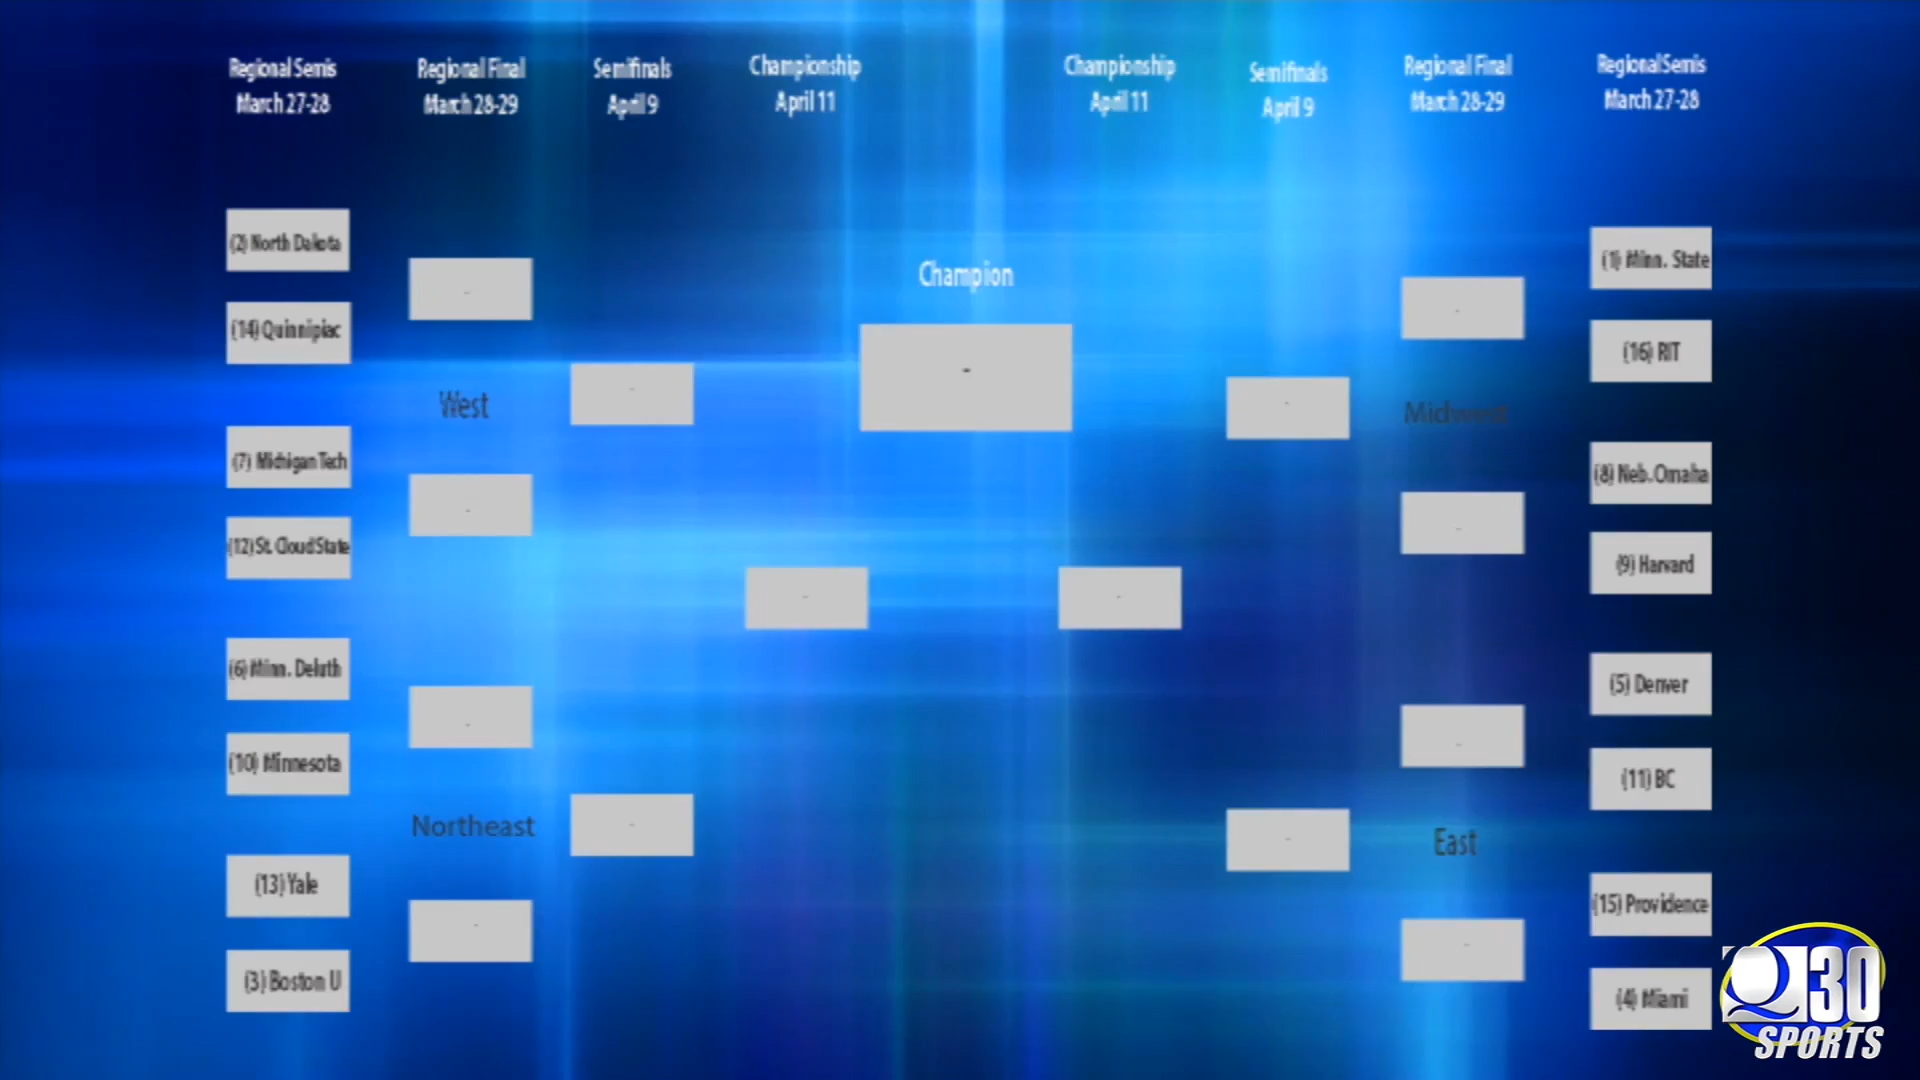 Regional Semis
March 27-28
Regional Final
March 28-29
Semifinals
April 9
Championship
April 11
Championship
April 11
Semifinals
April 9
Regional Final
March 28-29
Regional Semis
March 27-28
(2) North Dakota
(14) Quinnipiac
West
(7) Michigan Tech
(12) St. Cloud State
(6) Minn. Deluth
(10) Minnesota
Northeast
(13) Yale
(3) Boston U
Champion
-
(1) Minn. State
(16) RIT
Midwest
(8) Neb. Omaha
(9) Harvard
(5) Denver
(11) BC
East
(15) Providence
(4) Miami
Q30
SPORTS